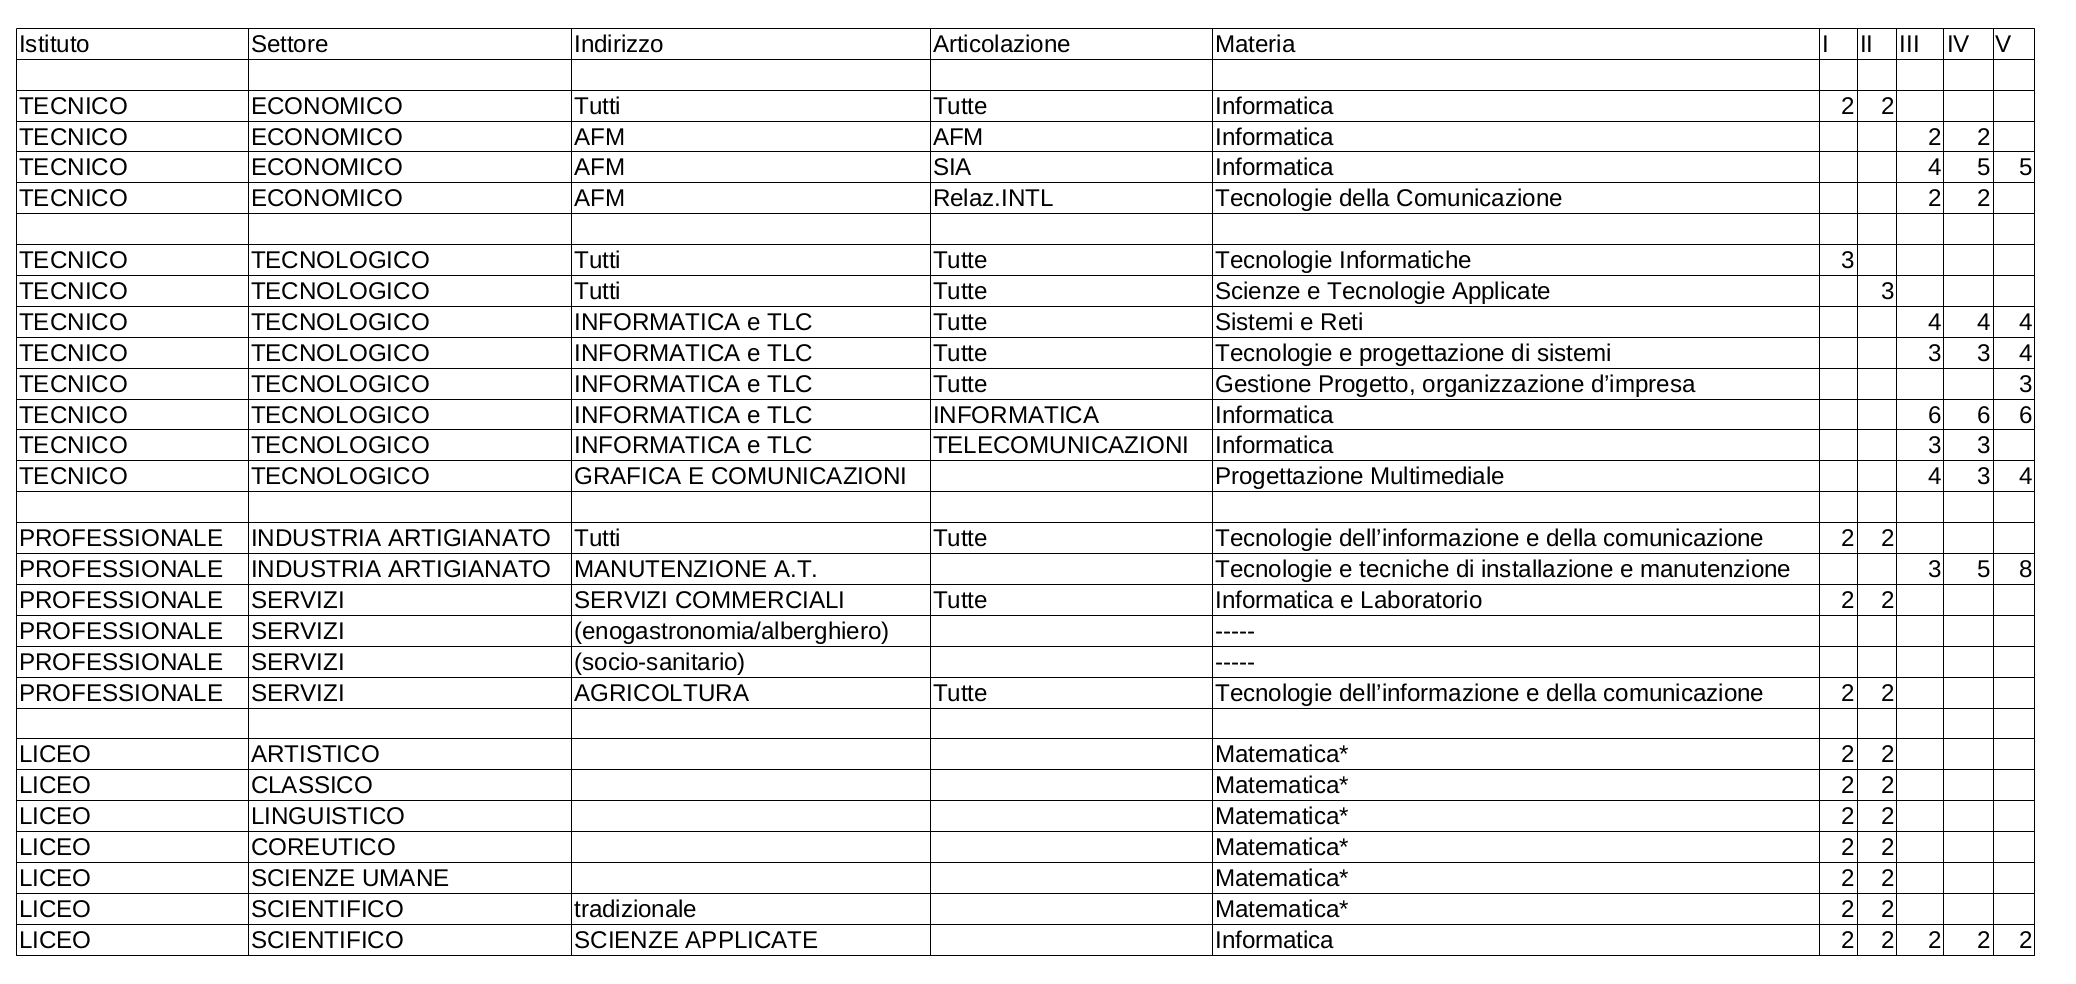 Istituto Settore Indirizzo Articolazione Materia I II III IV V
TECNICO ECONOMICO Tutti Tutte Informatica 2 2
TECNICO ECONOMICO AFM AFM Informatica 2 2
TECNICO ECONOMICO AFM SIA Informatica 4 5 5
TECNICO ECONOMICO AFM Relaz.INTL Tecnologie della Comunicazione 2 2
TECNICO TECNOLOGICO Tutti Tutte Tecnologie Informatiche 3
TECNICO TECNOLOGICO Tutti Tutte Scienze e Tecnologie Applicate 3
TECNICO TECNOLOGICO INFORMATICA e TLC Tutte Sistemi e Reti 4 4 4
TECNICO TECNOLOGICO INFORMATICA e TLC Tutte Tecnologie e progettazione di sistemi 3 3 4
TECNICO TECNOLOGICO INFORMATICA e TLC Tutte Gestione Progetto, organizzazione d’impresa 3
TECNICO TECNOLOGICO INFORMATICA e TLC INFORMATICA Informatica 6 6 6
TECNICO TECNOLOGICO INFORMATICA e TLC TELECOMUNICAZIONI Informatica 3 3
TECNICO TECNOLOGICO GRAFICA E COMUNICAZIONI Progettazione Multimediale 4 3 4
PROFESSIONALE INDUSTRIA ARTIGIANATO Tutti Tutte Tecnologie dell’informazione e della comunicazione 2 2
PROFESSIONALE INDUSTRIA ARTIGIANATO MANUTENZIONE A.T. Tecnologie e tecniche di installazione e manutenzione 3 5 8
PROFESSIONALE SERVIZI SERVIZI COMMERCIALI Tutte Informatica e Laboratorio 2 2
PROFESSIONALE SERVIZI (enogastronomia/alberghiero) -----
PROFESSIONALE SERVIZI (socio-sanitario) -----
PROFESSIONALE SERVIZI AGRICOLTURA Tutte Tecnologie dell’informazione e della comunicazione 2 2
LICEO ARTISTICO Matematica* 2 2
LICEO CLASSICO Matematica* 2 2
LICEO LINGUISTICO Matematica* 2 2
LICEO COREUTICO Matematica* 2 2
LICEO SCIENZE UMANE Matematica* 2 2
LICEO SCIENTIFICO tradizionale Matematica* 2 2
LICEO SCIENTIFICO SCIENZE APPLICATE Informatica 2 2 2 2 2